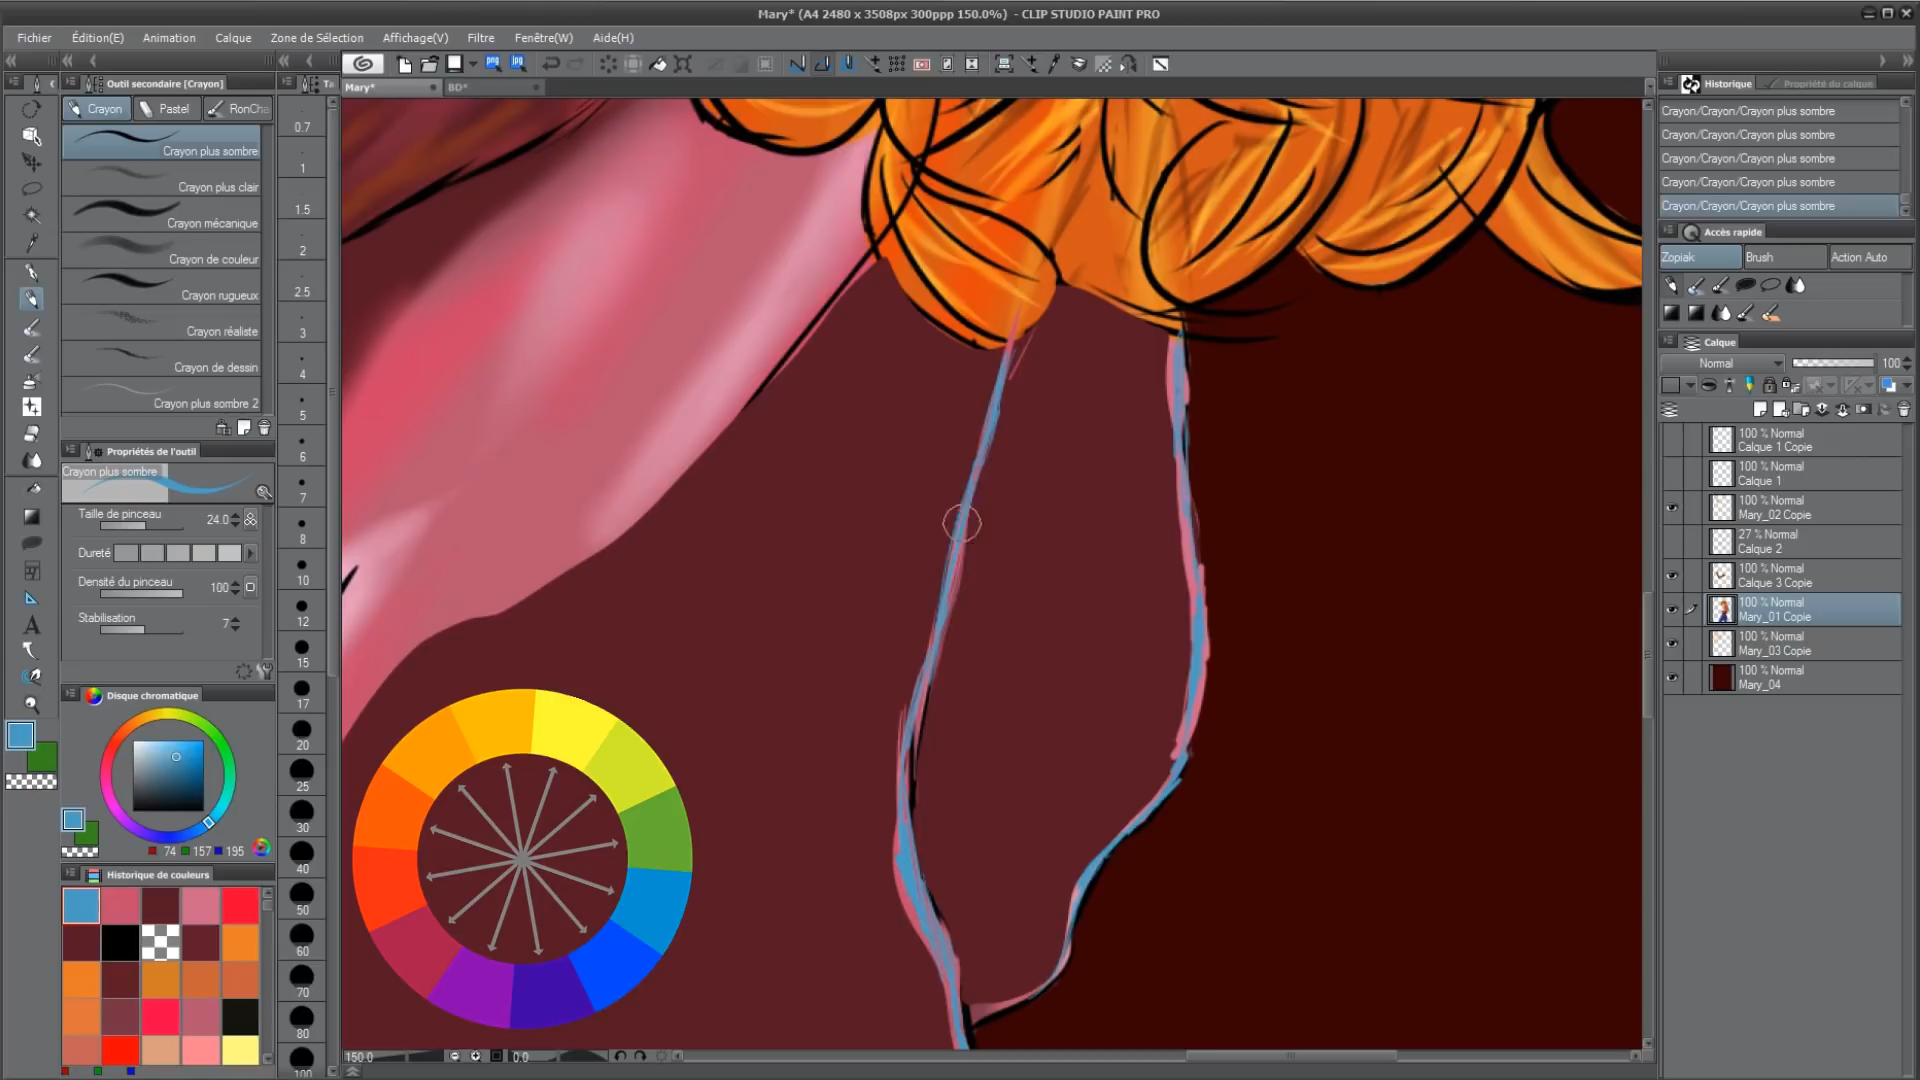 Mary* (A4 2480 x 3508px 300ppp 150.0%) - CLIP STUDIO PAINT PRO
Fichier Édition(E) Animation Calque Zone de Sélection Affichage(V) Filtre Fenêtre(W) Aide(H)
Outil secondaire [Crayon]
Crayon Pastel RonCha
Crayon plus sombre
Crayon plus clair
Crayon mécanique
Crayon de couleur
Crayon rugueux
Crayon réaliste
Crayon de dessin
Crayon plus sombre 2
Propriétés de l'outil
Crayon plus sombre
Taille de pinceau 24.0
Dureté
Densité du pinceau 100
Stabilisation 7
Disque chromatique
74 157 195
Historique de couleurs
Ta
0.7
1
1.5
2
2.5
3
4
5
6
7
8
10
12
15
17
20
25
30
40
50
60
70
80
100
png jpg
Mary* BD*
150.0 0.0
Historique Propriété du calque
Crayon/Crayon/Crayon plus sombre
Crayon/Crayon/Crayon plus sombre
Crayon/Crayon/Crayon plus sombre
Crayon/Crayon/Crayon plus sombre
Crayon/Crayon/Crayon plus sombre
Accès rapide
Zopiak Brush Action Auto
Calque
Normal 100
100 % Normal
Calque 1 Copie
100 % Normal
Calque 1
100 % Normal
Mary_02 Copie
27 % Normal
Calque 2
100 % Normal
Calque 3 Copie
100 % Normal
Mary_01 Copie
100 % Normal
Mary_03 Copie
100 % Normal
Mary_04